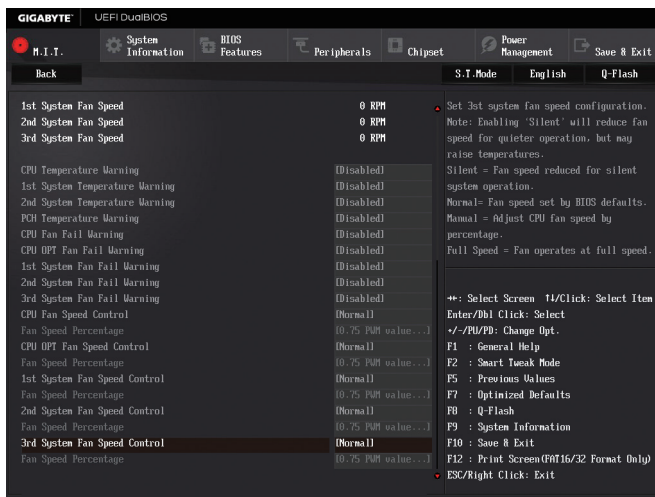 GIGABYTE™ UEFI DualBIOS
M.I.T. System Information BIOS Features Peripherals Chipset Power Management Save & Exit
Back S.T.Mode English Q-Flash
1st System Fan Speed 0 RPM
2nd System Fan Speed 0 RPM
3rd System Fan Speed 0 RPM
CPU Temperature Warning [Disabled]
1st System Temperature Warning [Disabled]
2nd System Temperature Warning [Disabled]
PCH Temperature Warning [Disabled]
CPU Fan Fail Warning [Disabled]
CPU OPT Fan Fail Warning [Disabled]
1st System Fan Fail Warning [Disabled]
2nd System Fan Fail Warning [Disabled]
3rd System Fan Fail Warning [Disabled]
CPU Fan Speed Control [Normal]
Fan Speed Percentage [0.75 PWM value...]
CPU OPT Fan Speed Control [Normal]
Fan Speed Percentage [0.75 PWM value...]
1st System Fan Speed Control [Normal]
Fan Speed Percentage [0.75 PWM value...]
2nd System Fan Speed Control [Normal]
Fan Speed Percentage [0.75 PWM value...]
3rd System Fan Speed Control [Normal]
Fan Speed Percentage [0.75 PWM value...]
Set 3st system fan speed configuration.
Note: Enabling 'Silent' will reduce fan
speed for quieter operation, but may
raise temperatures.
Silent = Fan speed reduced for silent
system operation.
Normal= Fan speed set by BIOS defaults.
Manual = Adjust CPU fan speed by
percentage.
Full Speed = Fan operates at full speed.
→←: Select Screen ↑↓/Click: Select Item
Enter/Dbl Click: Select
+/-/PU/PD: Change Opt.
F1 : General Help
F2 : Smart Tweak Mode
F5 : Previous Values
F7 : Optimized Defaults
F8 : Q-Flash
F9 : System Information
F10 : Save & Exit
F12 : Print Screen(FAT16/32 Format Only)
ESC/Right Click: Exit